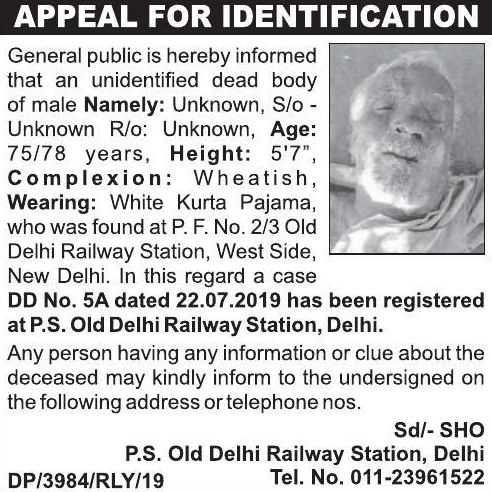 APPEAL FOR IDENTIFICATION
General public is hereby informed
that an unidentified dead body
of male Namely: Unknown, S/o -
Unknown R/o: Unknown, Age:
75/78 years, Height: 5'7”,
Complexion: Wheatish,
Wearing: White Kurta Pajama,
who was found at P. F. No. 2/3 Old
Delhi Railway Station, West Side,
New Delhi. In this regard a case
DD No. 5A dated 22.07.2019 has been registered
at P.S. Old Delhi Railway Station, Delhi.
Any person having any information or clue about the
deceased may kindly inform to the undersigned on
the following address or telephone nos.
Sd/- SHO
P.S. Old Delhi Railway Station, Delhi
DP/3984/RLY/19 Tel. No. 011-23961522